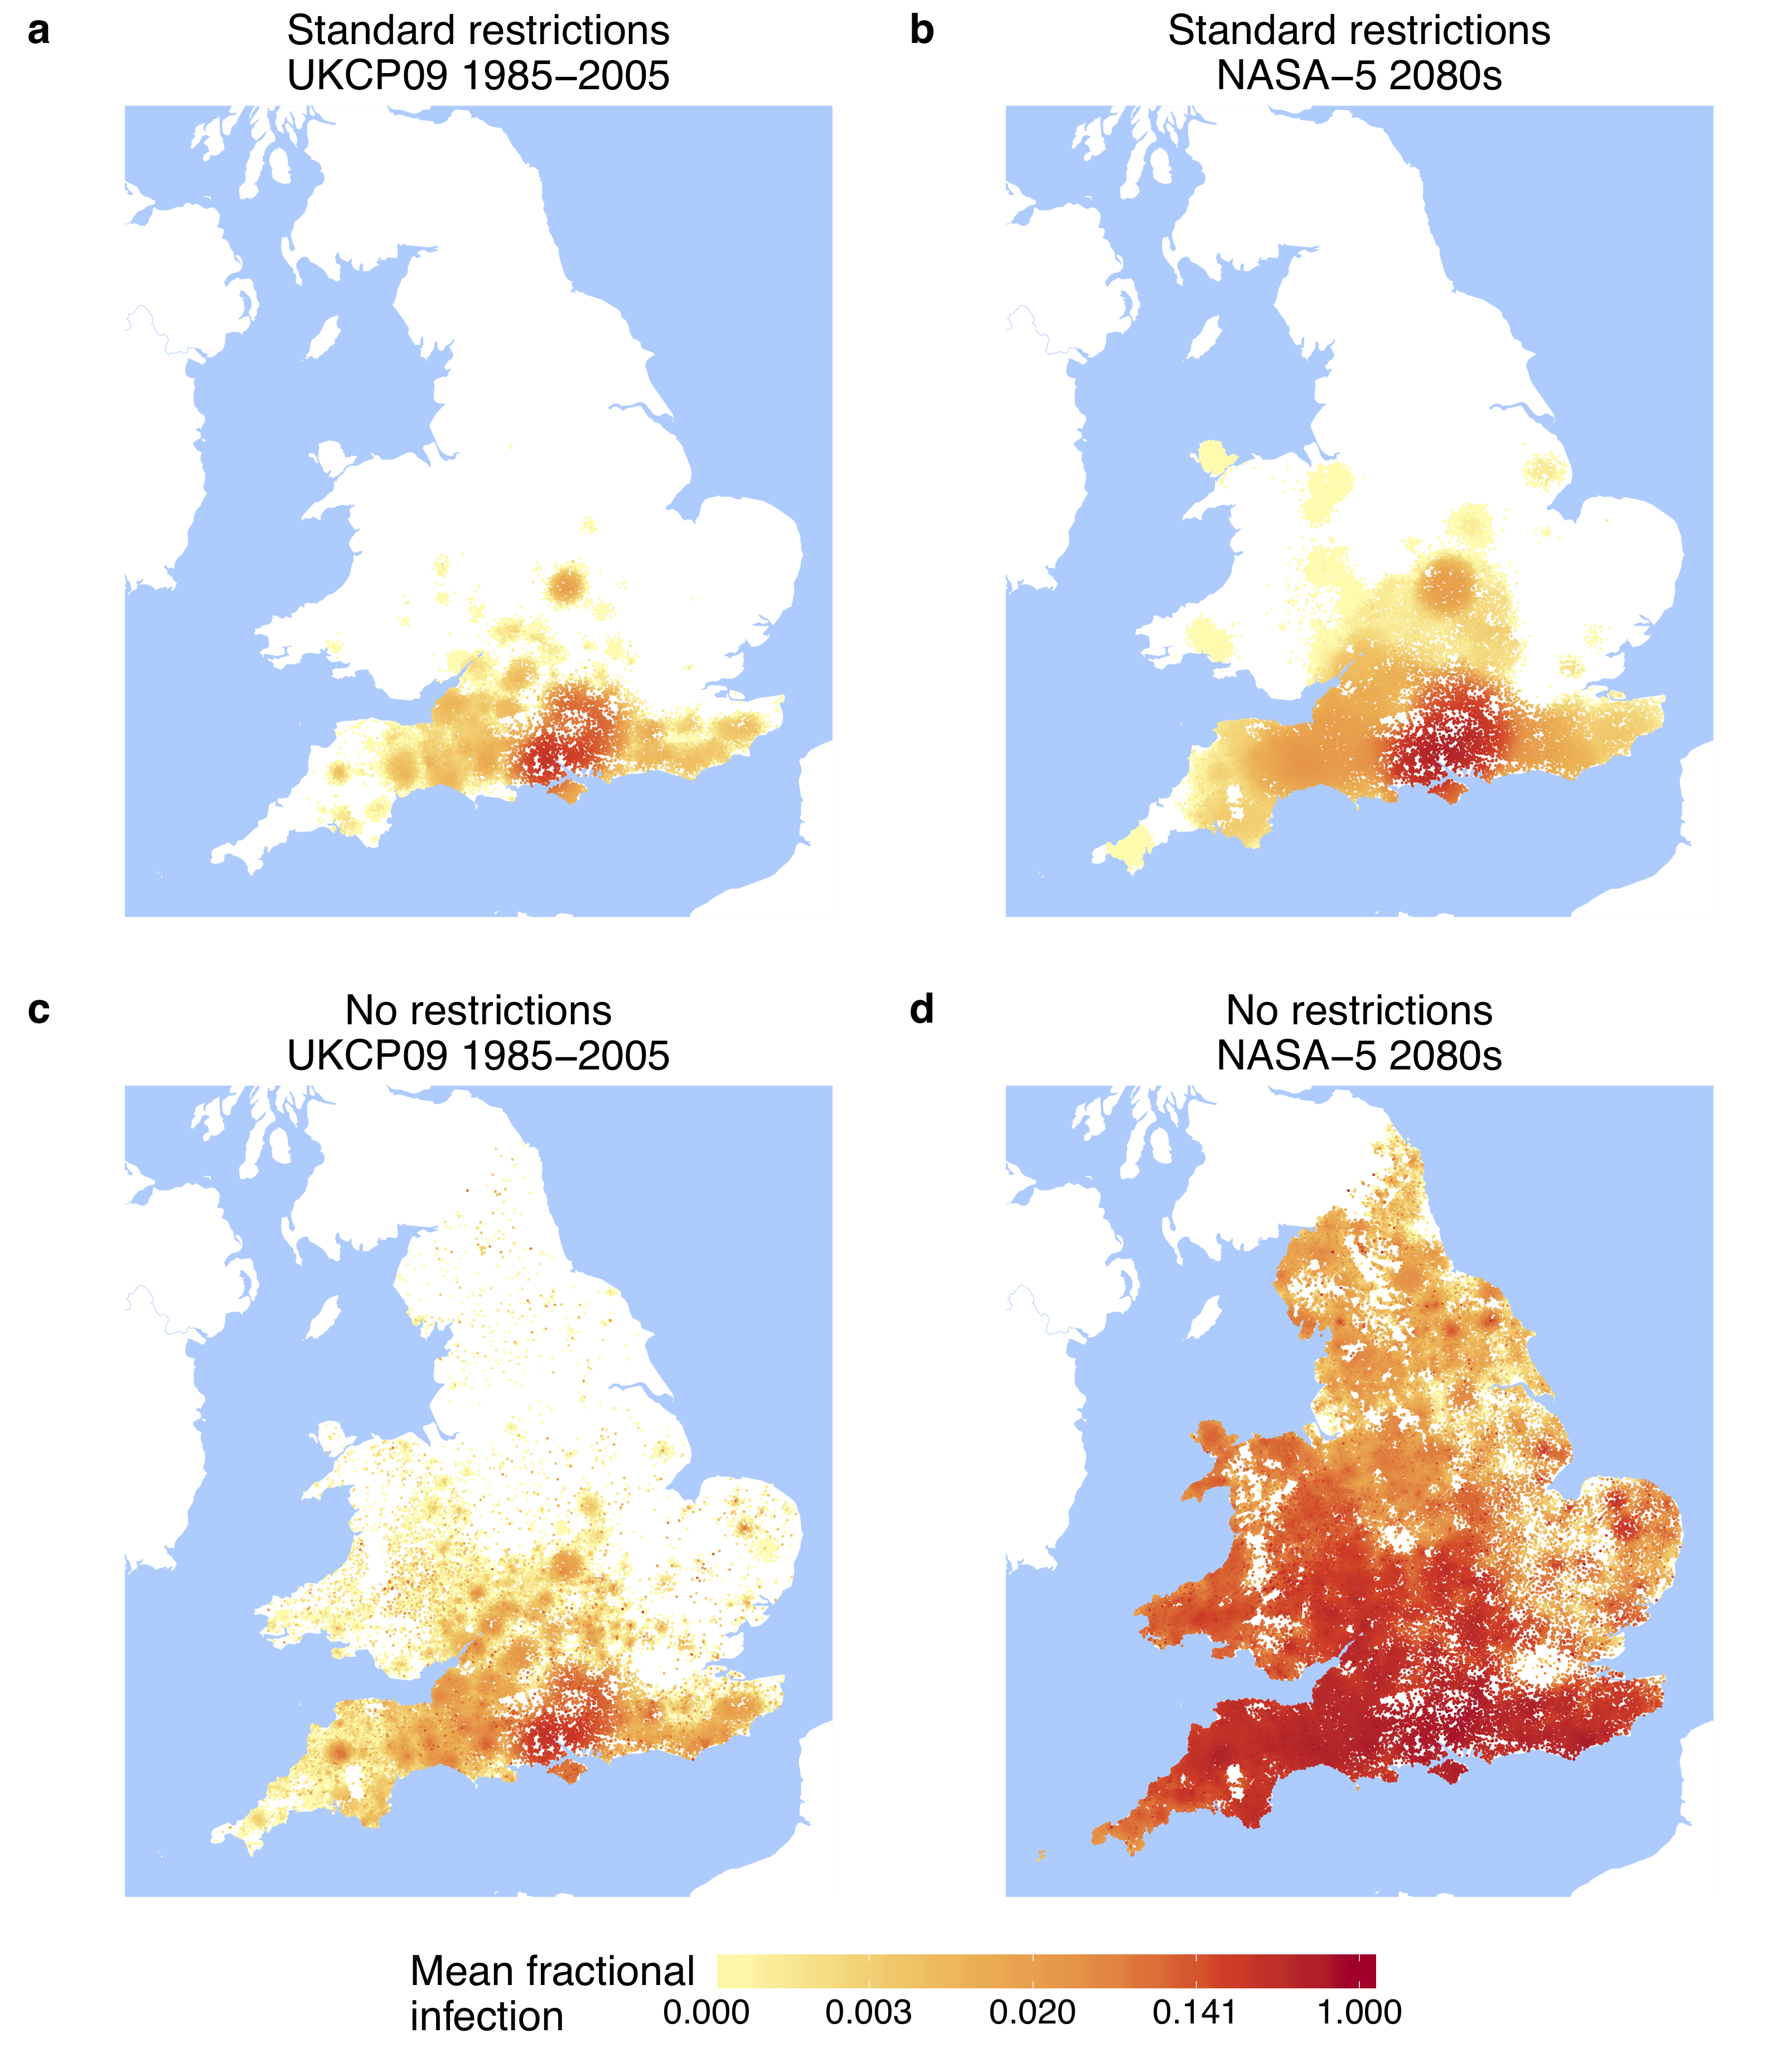 a
Standard restrictions
UKCP09 1985–2005
b
Standard restrictions
NASA–5 2080s
c
No restrictions
UKCP09 1985–2005
d
No restrictions
NASA–5 2080s
Mean fractional
infection
0.000 0.003 0.020 0.141 1.000